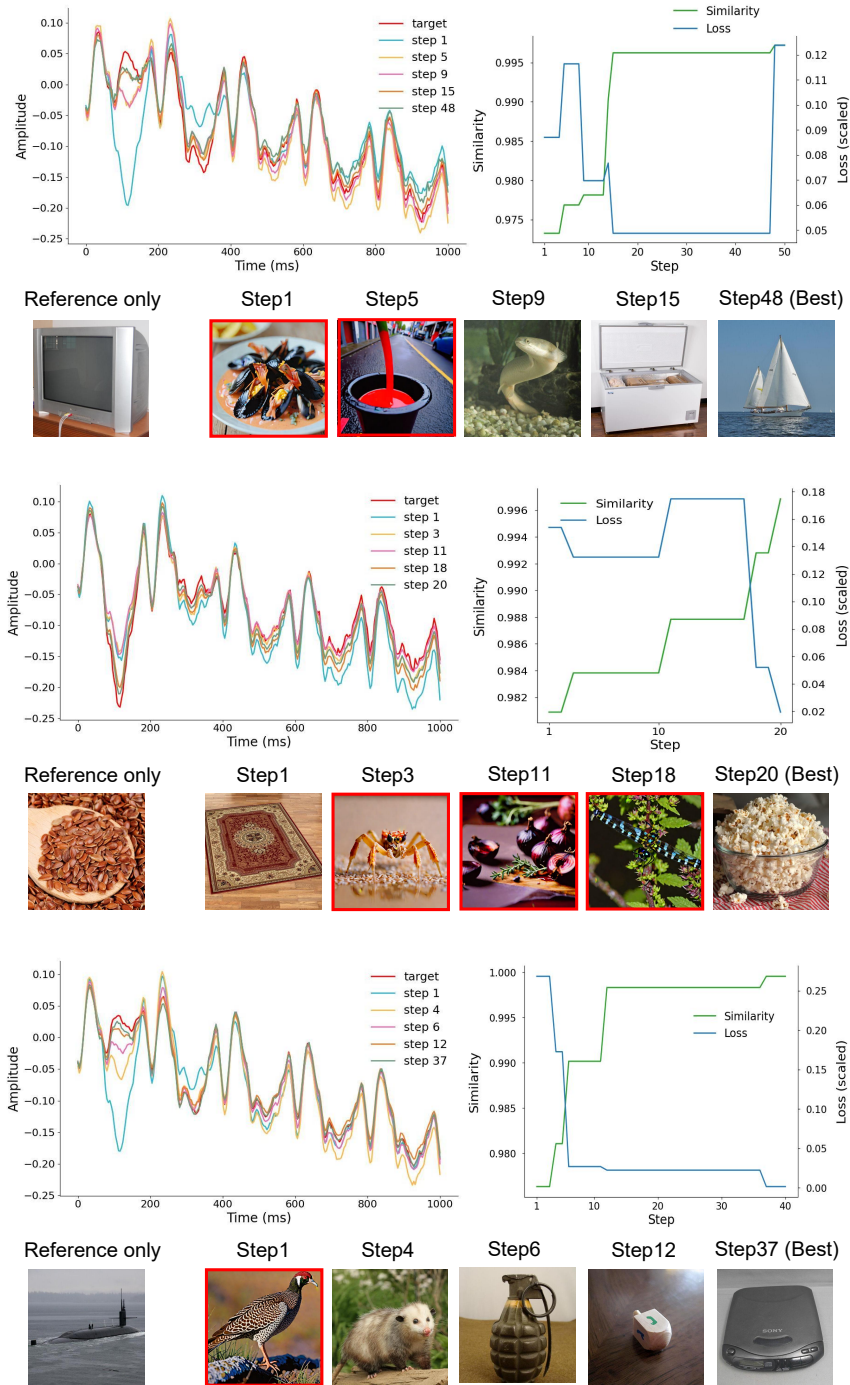 Similarity
Loss
target
step 1
step 5
step 9
step 15
step 48
0.10
0.05
0.00
−0.05
−0.10
−0.15
−0.20
−0.25
Amplitude
0
200
400
600
800
1000
Time (ms)
0.995
0.990
0.985
0.980
0.975
Similarity
0.12
0.11
0.10
0.09
0.08
0.07
0.06
0.05
Loss (scaled)
1
10
20
30
40
50
Step
Reference only
Step1
Step5
Step9
Step15
Step48 (Best)
target
step 1
step 3
step 11
step 18
step 20
0.10
0.05
0.00
−0.05
−0.10
−0.15
−0.20
−0.25
Amplitude
0
200
400
600
800
1000
Time (ms)
Similarity
Loss
0.996
0.994
0.992
0.990
0.988
0.986
0.984
0.982
Similarity
0.18
0.15
0.14
0.12
0.10
0.08
0.06
0.04
0.02
Loss (scaled)
1
10
20
Step
Reference only
Step1
Step3
Step11
Step18
Step20 (Best)
target
step 1
step 4
step 6
step 12
step 37
0.10
0.05
0.00
−0.05
−0.10
−0.15
−0.20
−0.25
Amplitude
0
200
400
600
800
1000
Time (ms)
Similarity
Loss
1.000
0.995
0.990
0.985
0.980
Similarity
0.25
0.20
0.15
0.10
0.05
0.00
Loss (scaled)
1
10
20
30
40
Step
Reference only
Step1
Step4
Step6
Step12
Step37 (Best)
SONY